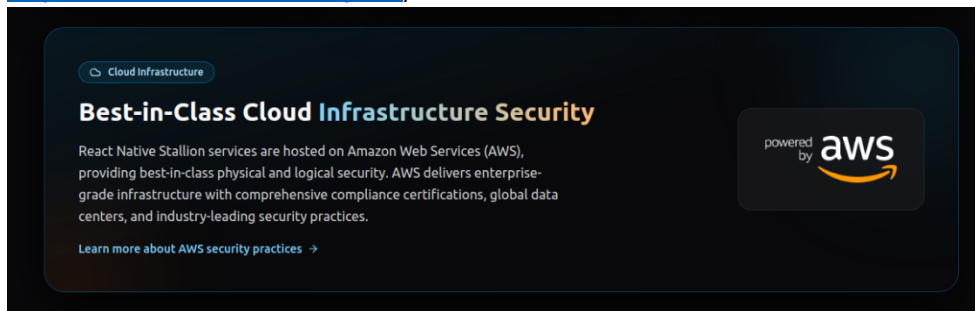 Cloud Infrastructure
Best-in-Class Cloud Infrastructure Security
React Native Stallion services are hosted on Amazon Web Services (AWS),
providing best-in-class physical and logical security. AWS delivers enterprise-
grade infrastructure with comprehensive compliance certifications, global data
centers, and industry-leading security practices.
Learn more about AWS security practices →
powered
by aws